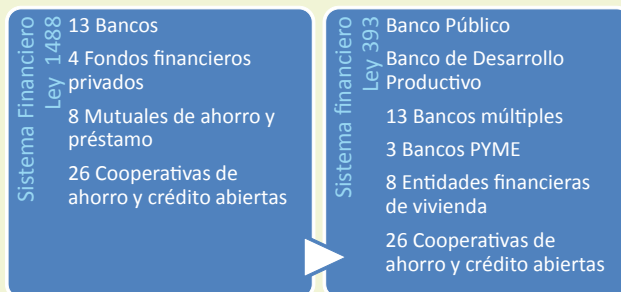 Sistema Financiero
Ley 1488
13 Bancos
4 Fondos financieros
privados
8 Mutuales de ahorro y
préstamo
26 Cooperativas de
ahorro y crédito abiertas
Sistema financiero
Ley 393
Banco Público
Banco de Desarrollo
Productivo
13 Bancos múltiples
3 Bancos PYME
8 Entidades financieras
de vivienda
26 Cooperativas de
ahorro y crédito abiertas